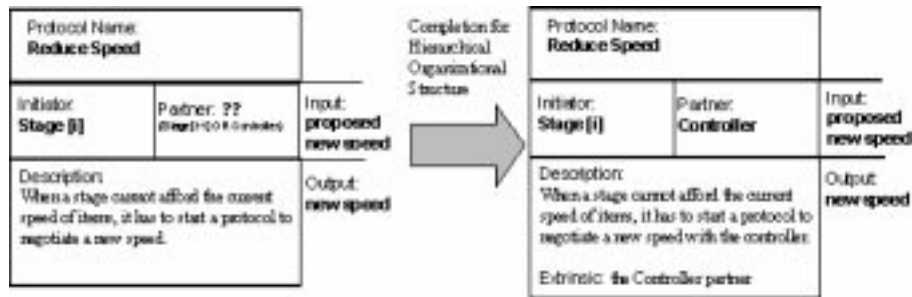 Protocol Name:
Reduce Speed
Initiator:
Stage [i]
Partner: ??
Input:
proposed
new speed
Description:
When a stage cannot afford the current
speed of items, it has to start a protocol to
negotiate a new speed.
Output:
new speed
Completion for
Hierarchical
Organizational
Structure
Protocol Name:
Reduce Speed
Initiator:
Stage [i]
Partner:
Controller
Input:
proposed
new speed
Description:
When a stage cannot afford the current
speed of items, it has to start a protocol to
negotiate a new speed with the controller.
Extrinsic: the Controller partner
Output:
new speed